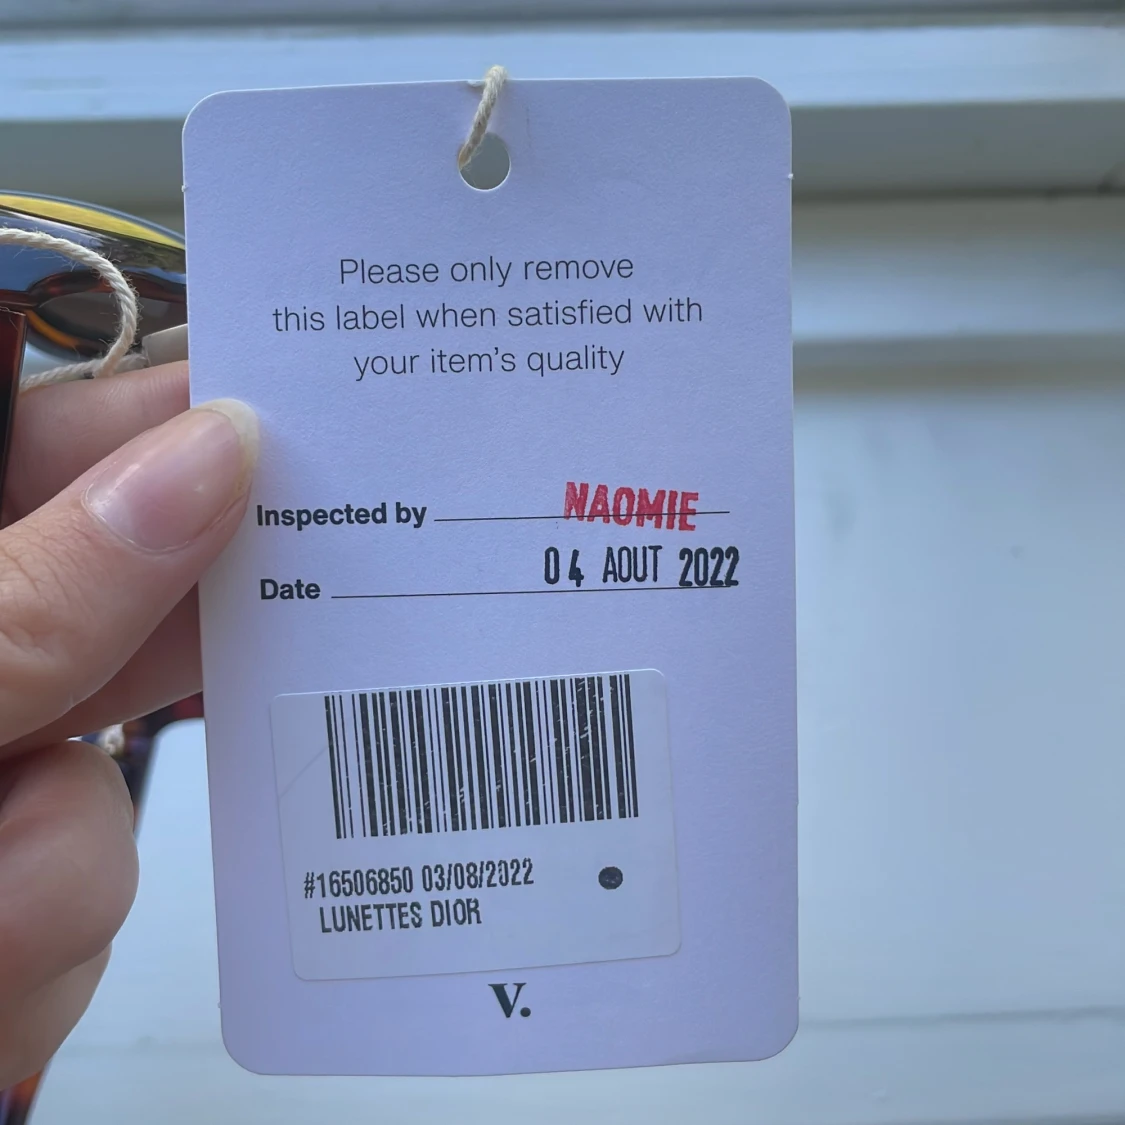 Please only remove
this label when satisfied with
your item's quality
Inspected by NAOMIE
Date 04 AOUT 2022
#16506850 03/08/2022
LUNETTES DIOR
V.